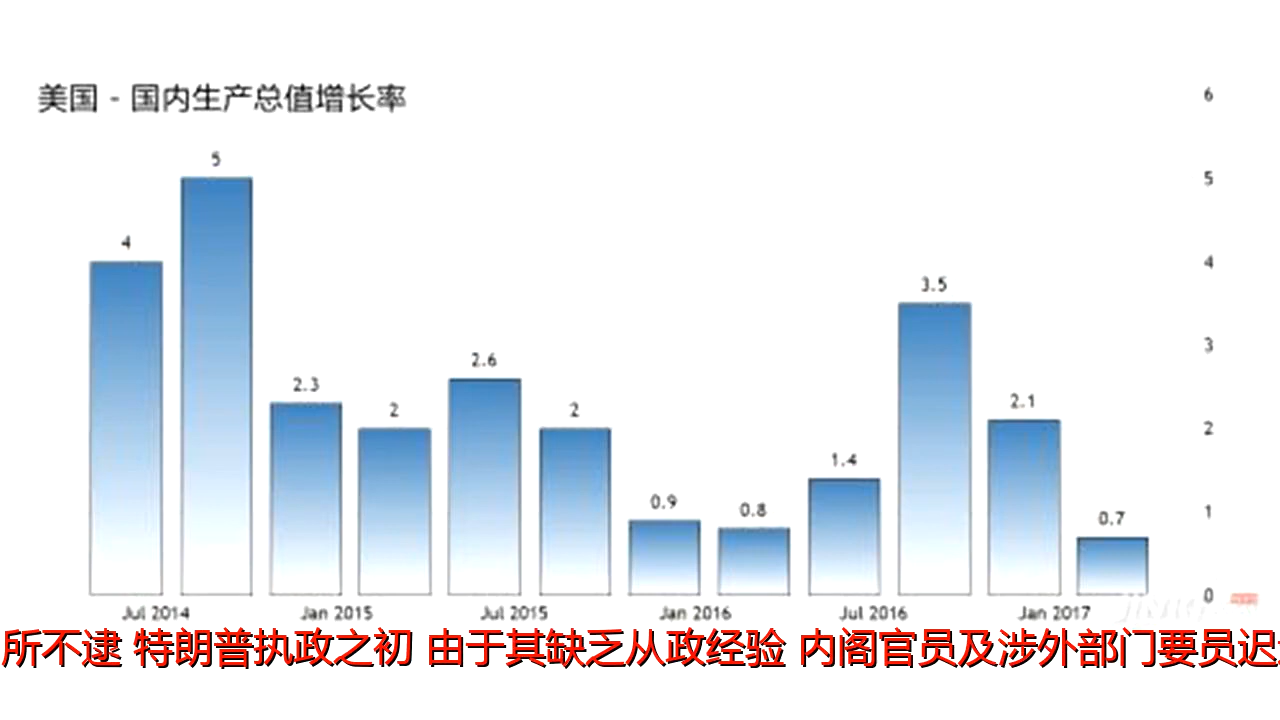 美国 - 国内生产总值增长率
6
5
5
4
4
3.5
3
2.6
2.3
2
2
2.1
2
1.4
0.9
0.8
0.7
1
0
Jul 2014
Jan 2015
Jul 2015
Jan 2016
Jul 2016
Jan 2017
所不逮 特朗普执政之初 由于其缺乏从政经验 内阁官员及涉外部门要员迟